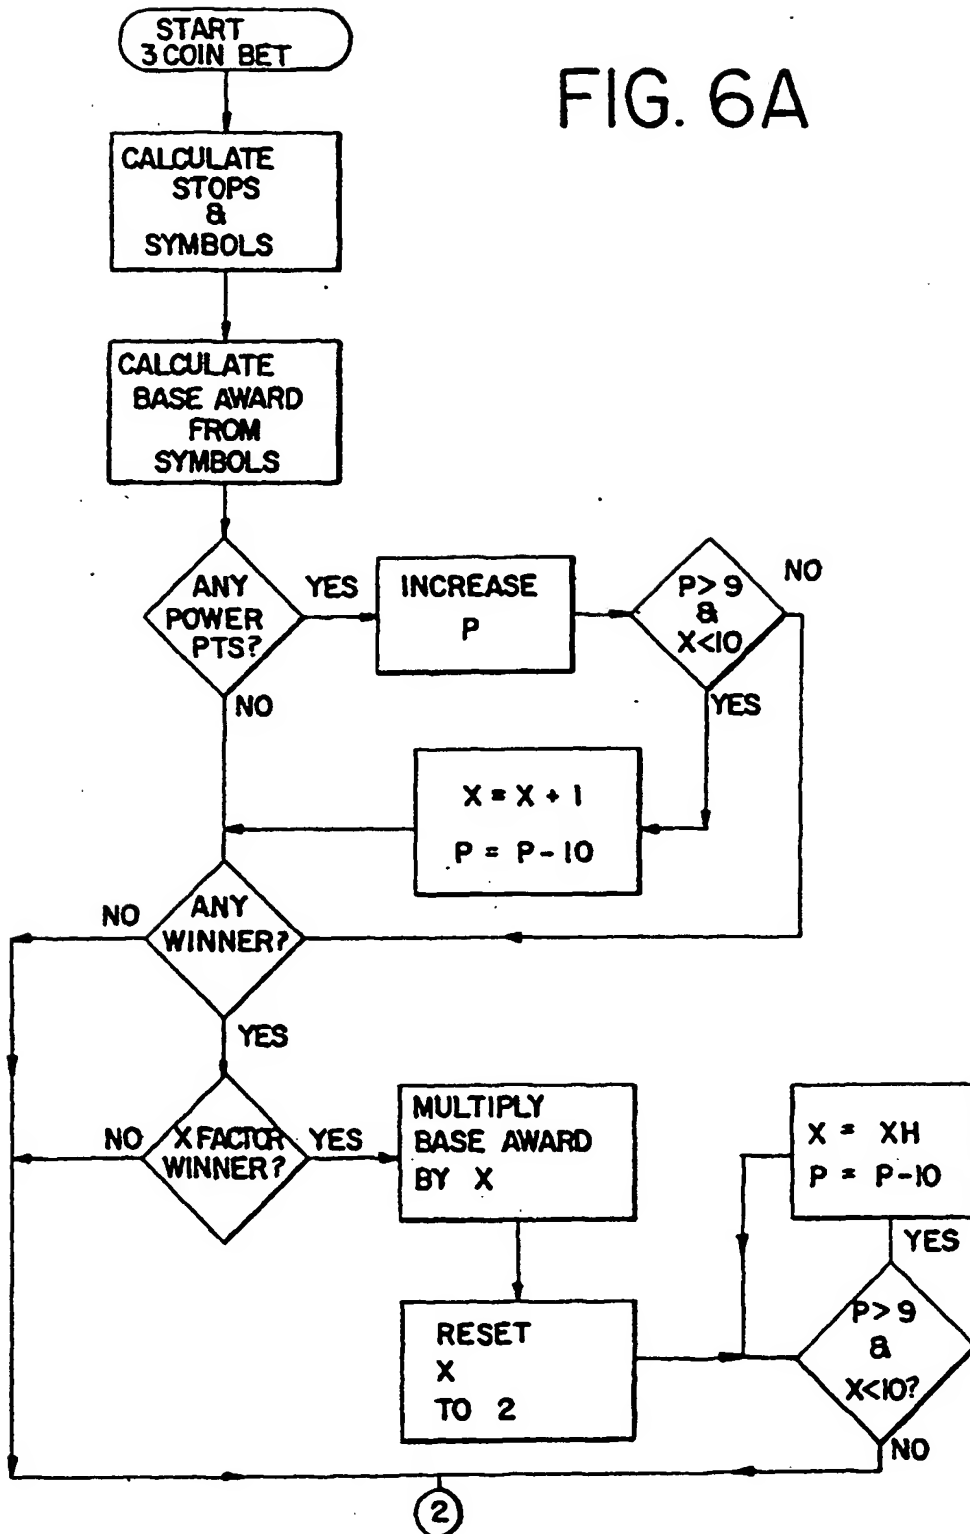 START
3 COIN BET
FIG. 6A
CALCULATE
STOPS
&
SYMBOLS
CALCULATE
BASE AWARD
FROM
SYMBOLS
ANY
POWER
PTS?
YES
NO
INCREASE
P
P > 9
&
X<10
NO
YES
X = X + 1
P = P - 10
ANY
WINNER?
NO
YES
X FACTOR
WINNER?
NO
YES
MULTIPLY
BASE AWARD
BY X
RESET
X
TO 2
X = XH
P = P-10
YES
P > 9
&
X<10?
NO
2